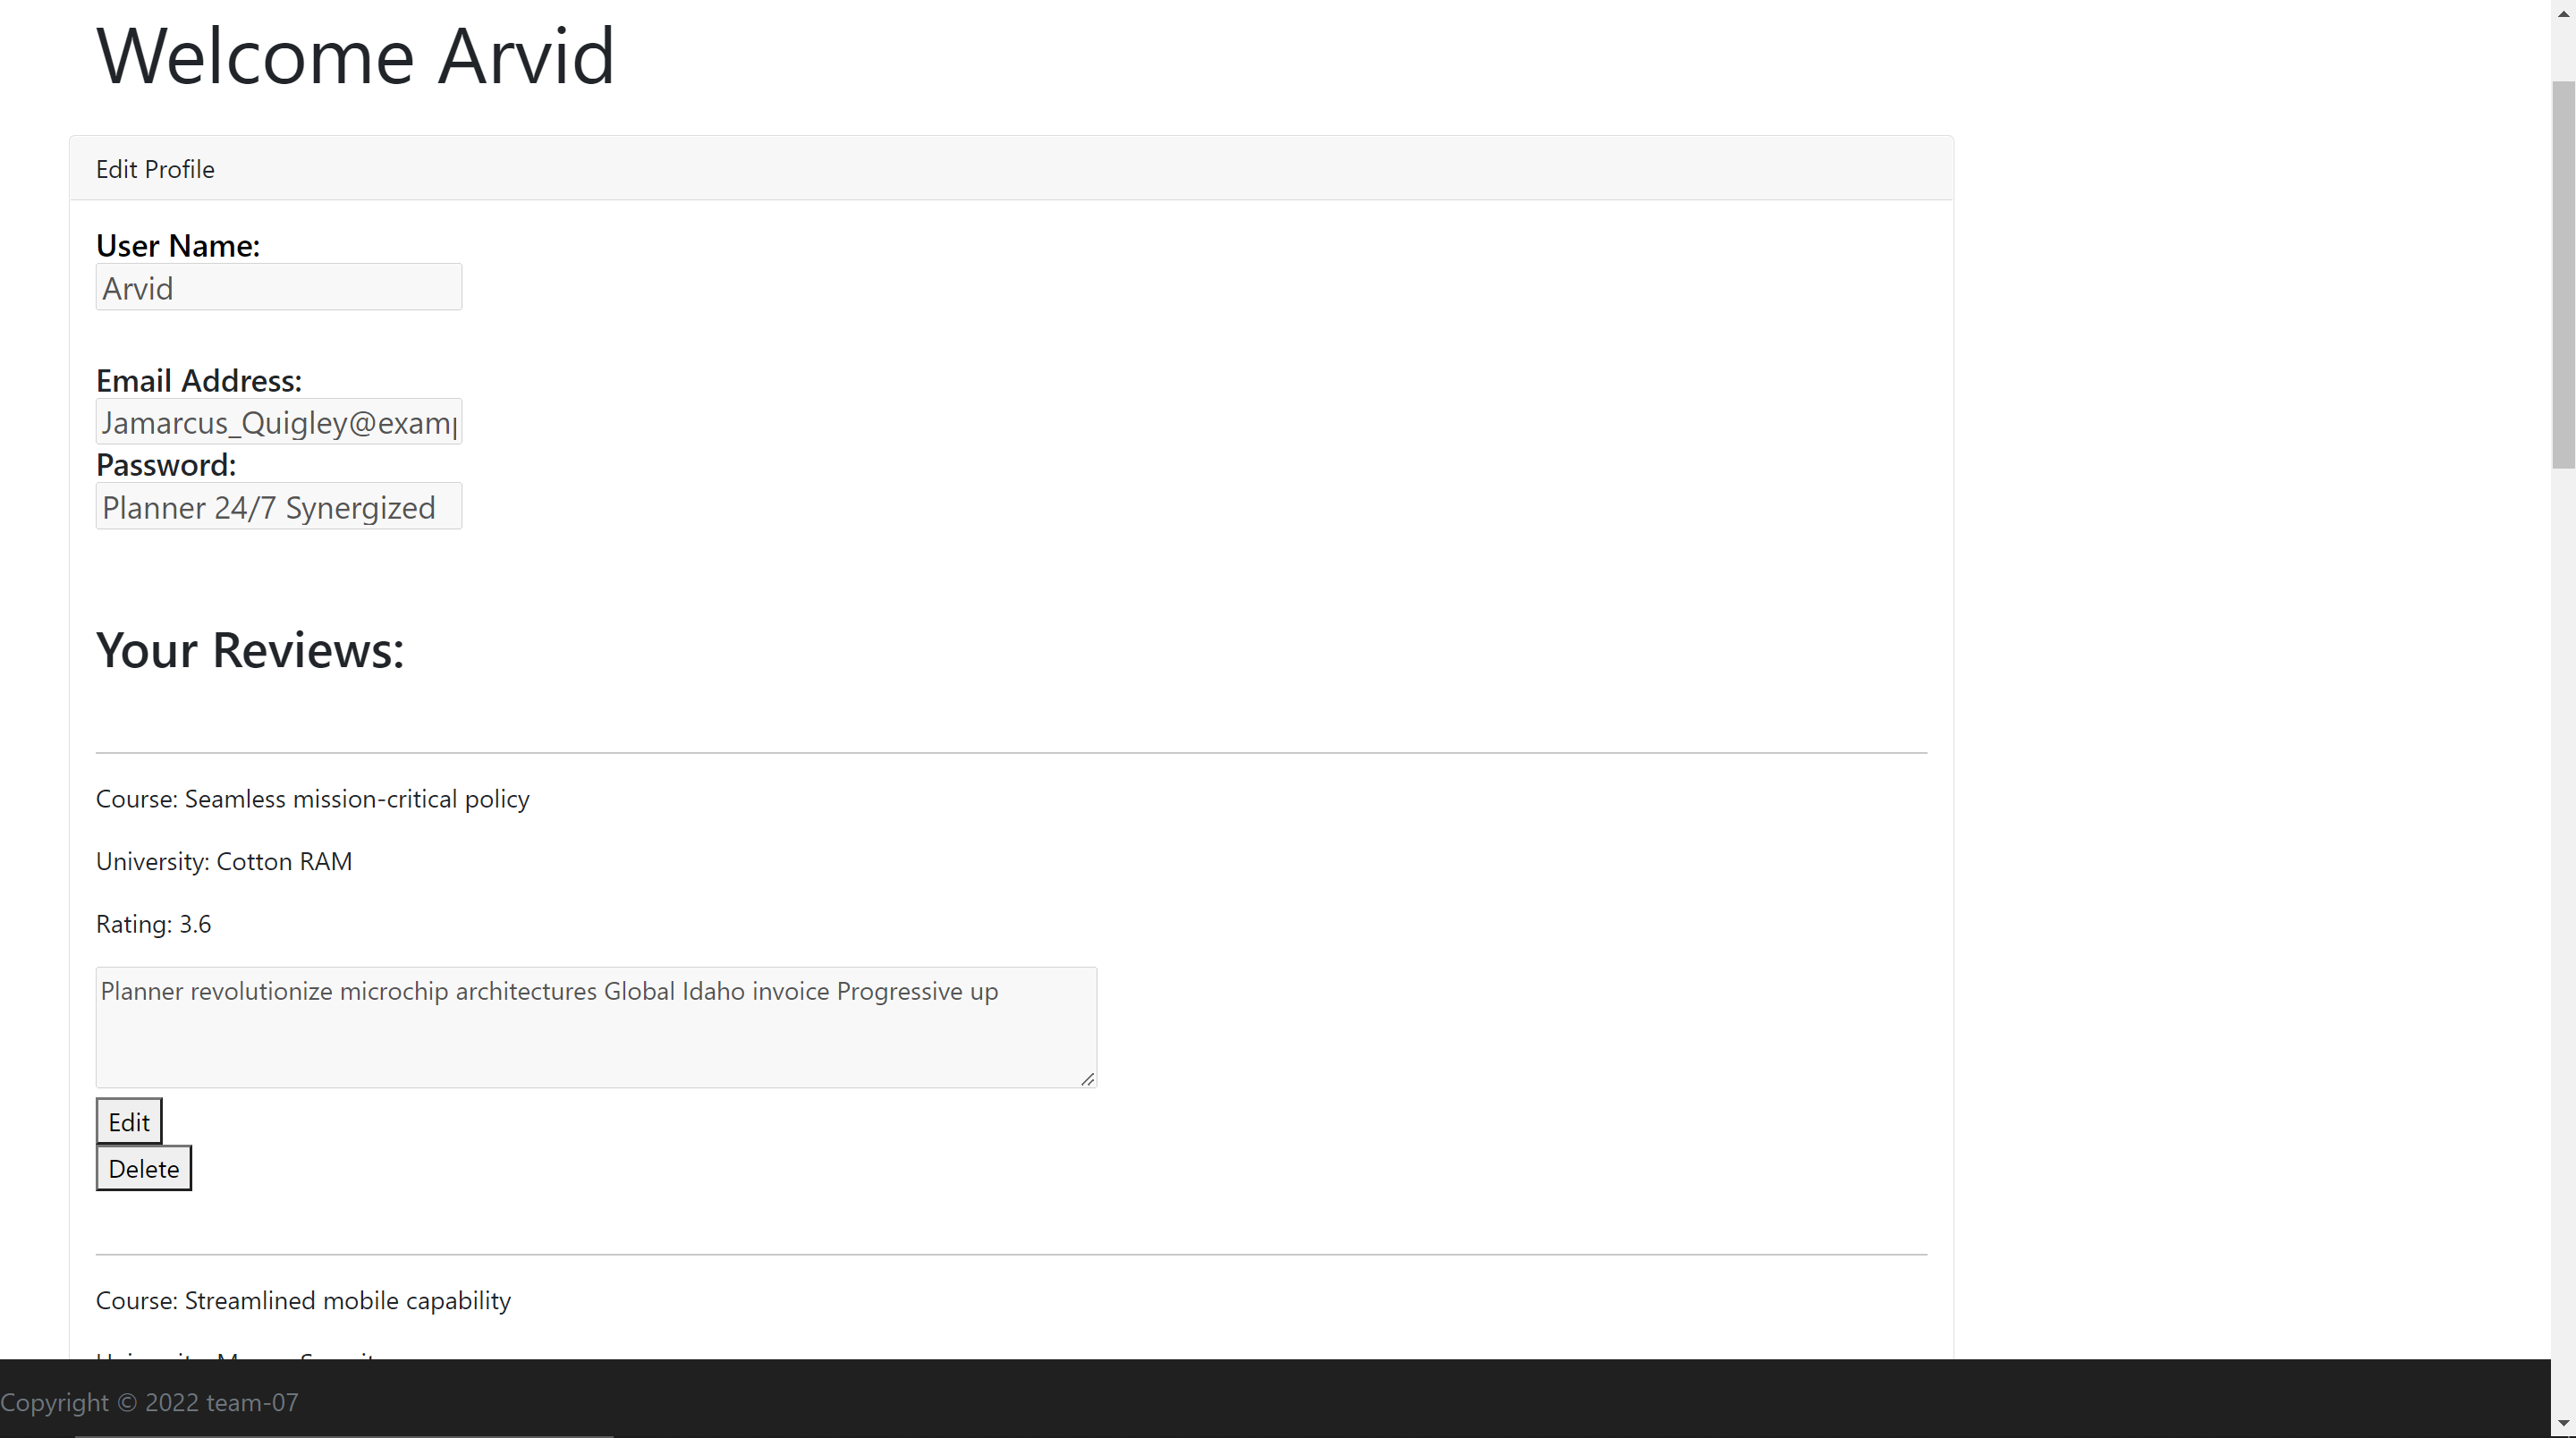 Welcome Arvid
Edit Profile
User Name:
Arvid
Email Address:
Jamarcus_Quigley@examp
Password:
Planner 24/7 Synergized
Your Reviews:
Course: Seamless mission-critical policy
University: Cotton RAM
Rating: 3.6
Planner revolutionize microchip architectures Global Idaho invoice Progressive up
Edit
Delete
Course: Streamlined mobile capability
Copyright © 2022 team-07